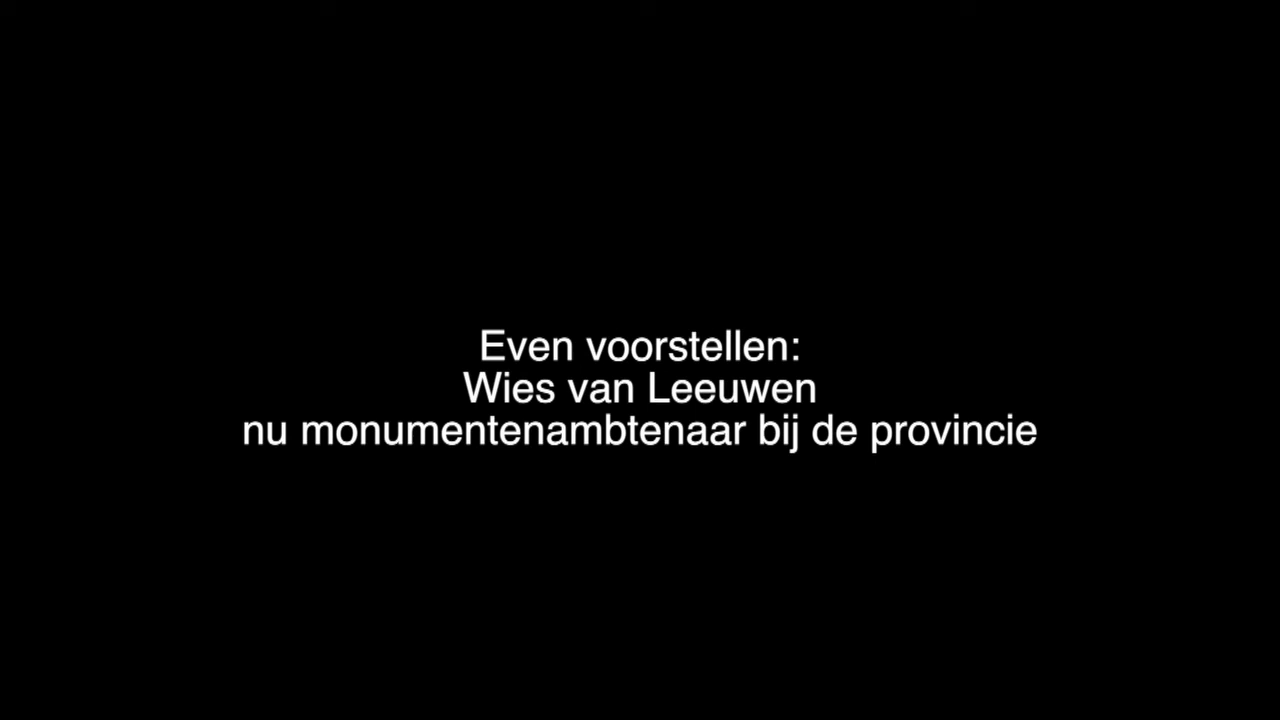 Even voorstellen:
Wies van Leeuwen
nu monumentenambtenaar bij de provincie